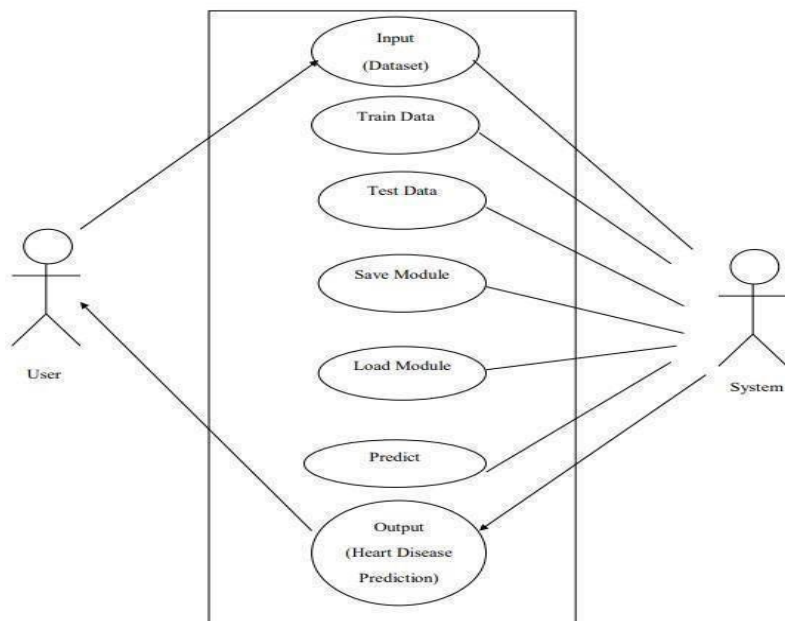 Input
(Dataset)
Train Data
Test Data
Save Module
Load Module
Predict
Output
(Heart Disease
Prediction)
User
System